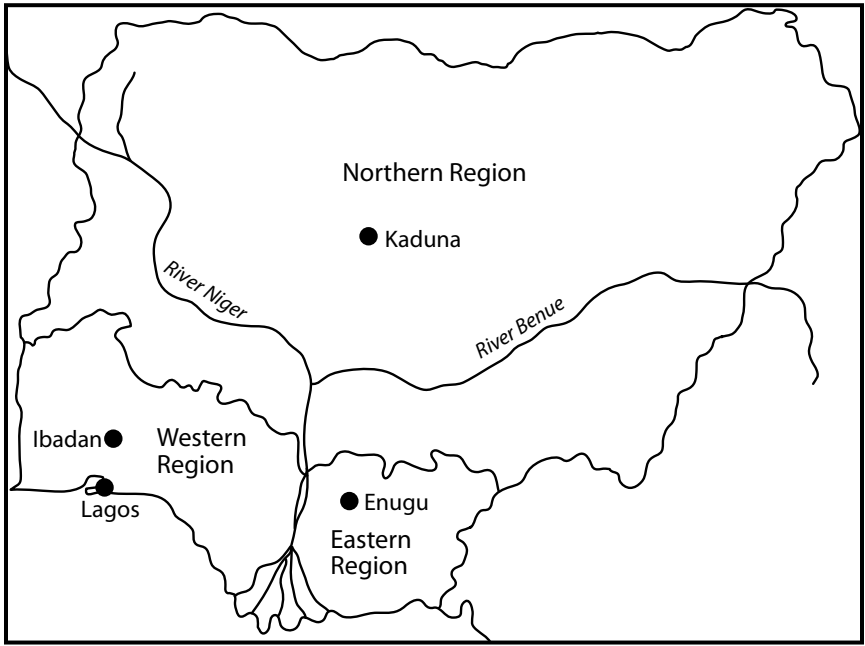 Northern Region
Kaduna
River Niger
River Benue
Ibadan
Western
Region
Lagos
Enugu
Eastern
Region